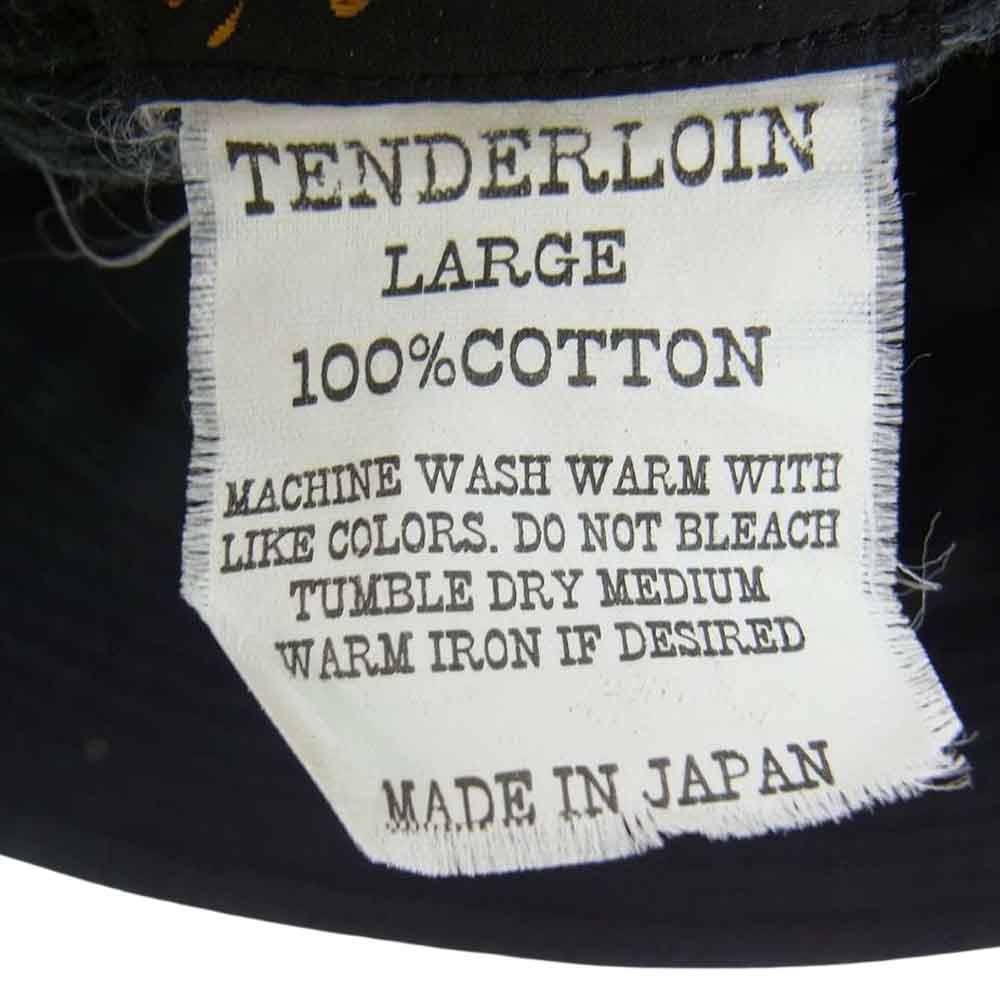 TENDERLOIN
LARGE
100%COTTON
MACHINE WASH WARM WITH
LIKE COLORS. DO NOT BLEACH
TUMBLE DRY MEDIUM
WARM IRON IF DESIRED
MADE IN JAPAN